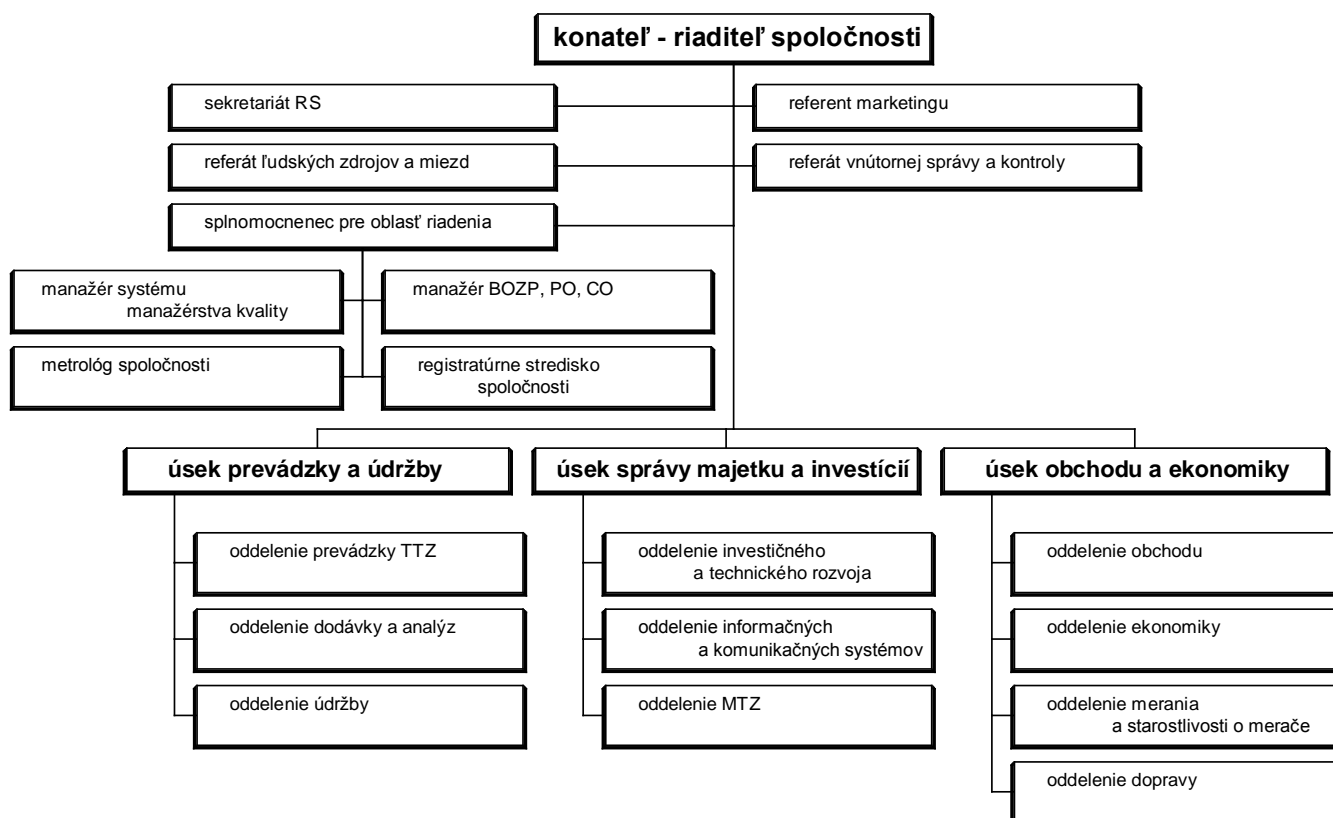 konateľ - riaditeľ spoločnosti
sekretariát RS
referent marketingu
referát ľudských zdrojov a miezd
referát vnútornej správy a kontroly
splnomocnenec pre oblasť riadenia
manažér systému
manažérstva kvality
manažér BOZP, PO, CO
metrológ spoločnosti
registratúrne stredisko
spoločnosti
úsek prevádzky a údržby
úsek správy majetku a investícií
úsek obchodu a ekonomiky
oddelenie prevádzky TTZ
oddelenie dodávky a analýz
oddelenie údržby
oddelenie investičného
a technického rozvoja
oddelenie informačných
a komunikačných systémov
oddelenie MTZ
oddelenie obchodu
oddelenie ekonomiky
oddelenie merania
a starostlivosti o merače
oddelenie dopravy